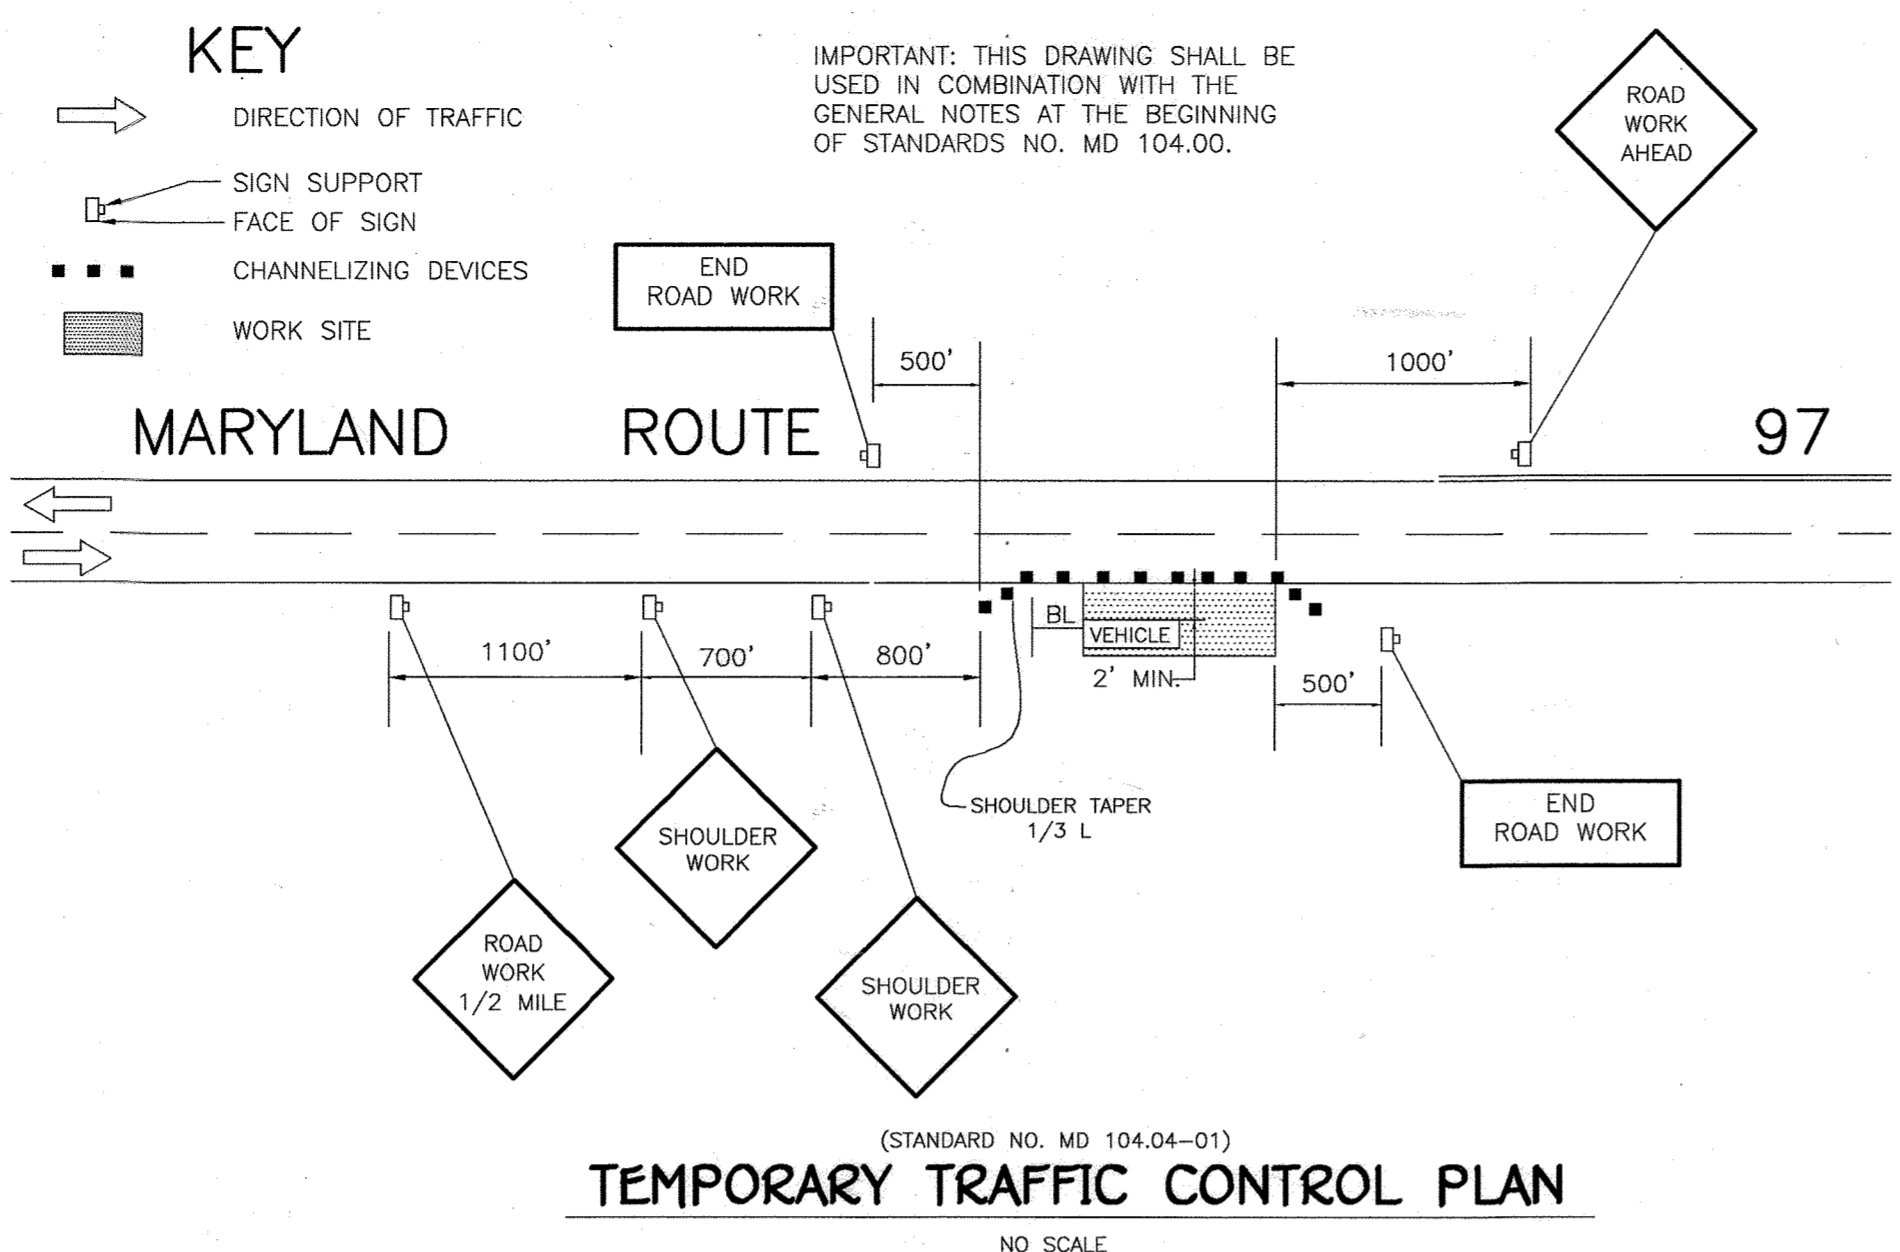 KEY
DIRECTION OF TRAFFIC
SIGN SUPPORT
FACE OF SIGN
CHANNELIZING DEVICES
WORK SITE
IMPORTANT: THIS DRAWING SHALL BE
USED IN COMBINATION WITH THE
GENERAL NOTES AT THE BEGINNING
OF STANDARDS NO. MD 104.00.
ROAD
WORK
AHEAD
END
ROAD WORK
500'
1000'
MARYLAND ROUTE 97
BL
VEHICLE
2' MIN.
1100'
700'
800'
500'
SHOULDER TAPER
1/3 L
SHOULDER
WORK
END
ROAD WORK
ROAD
WORK
1/2 MILE
SHOULDER
WORK
(STANDARD NO. MD 104.04-01)
TEMPORARY TRAFFIC CONTROL PLAN
NO SCALE